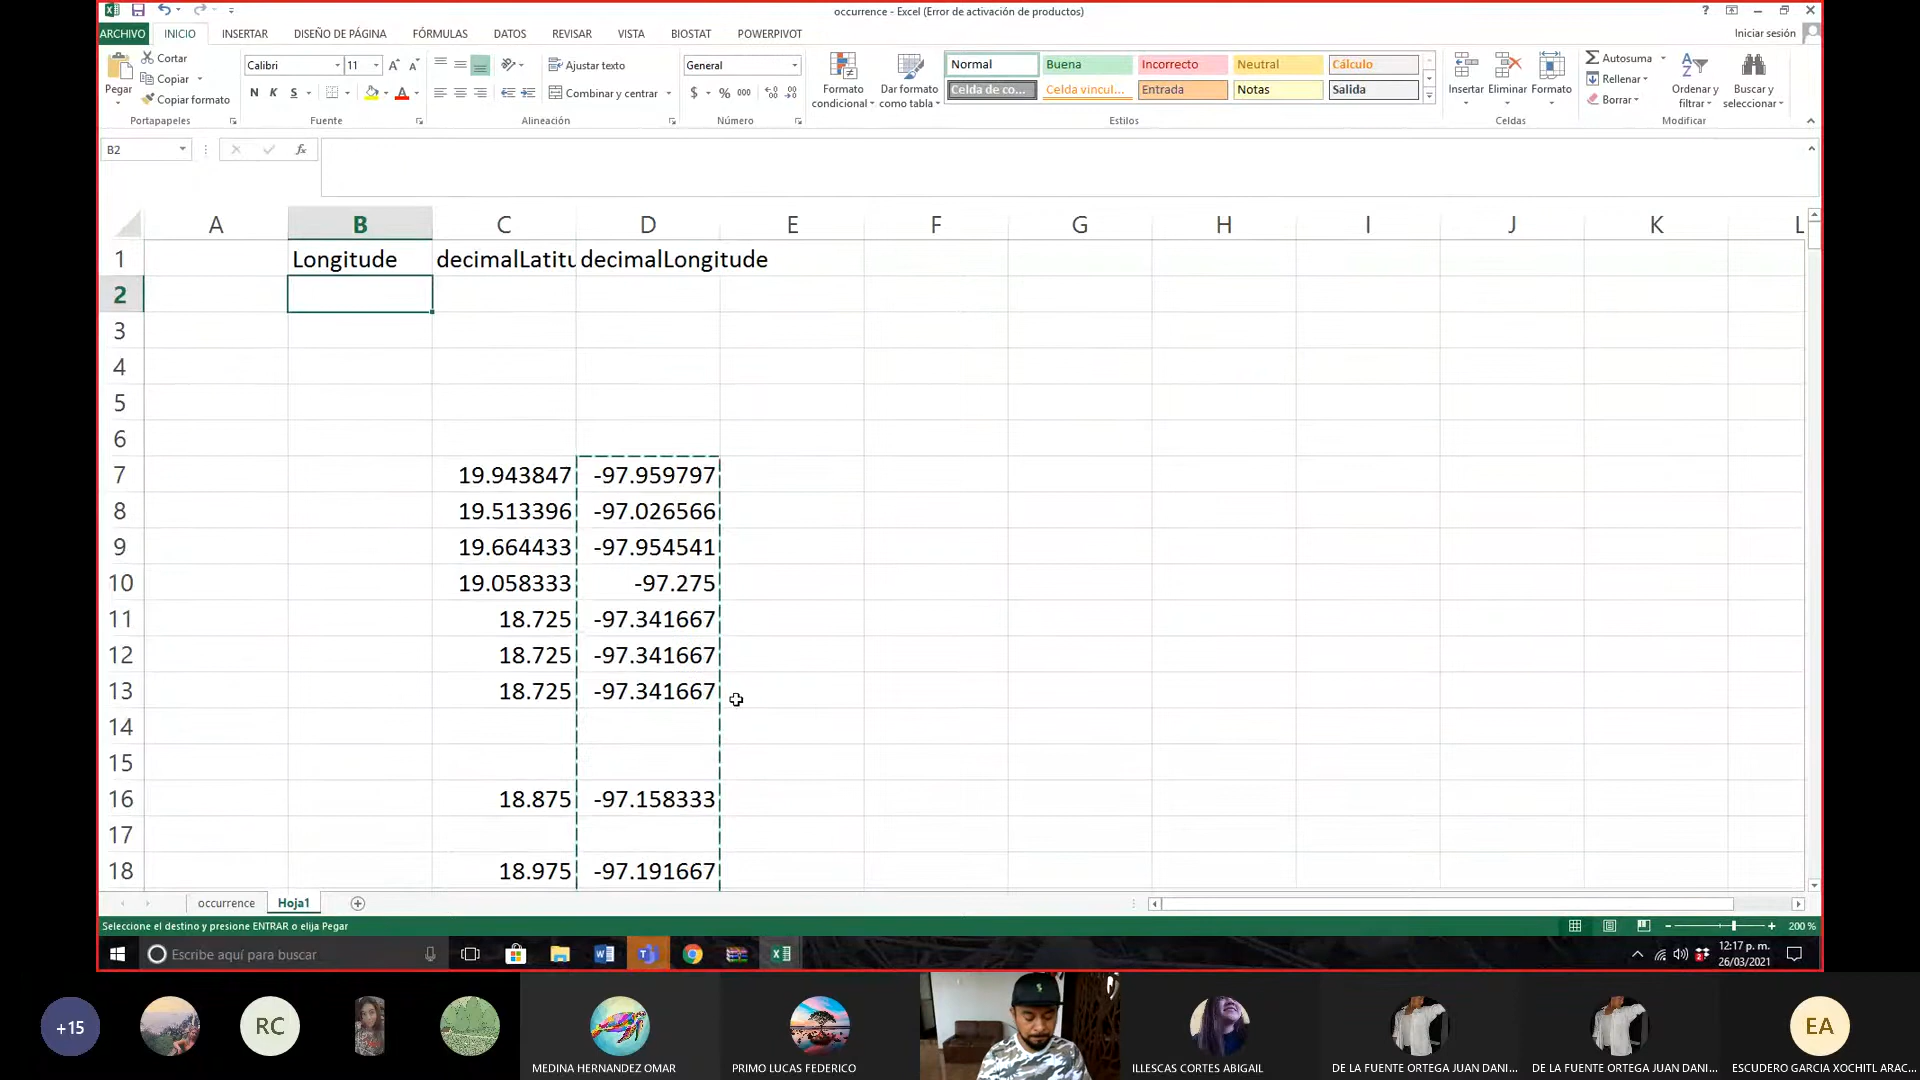 occurrence - Excel (Error de activación de productos)
ARCHIVO INICIO INSERTAR DISEÑO DE PÁGINA FÓRMULAS DATOS REVISAR VISTA BIOSTAT POWERPIVOT Iniciar sesión
Pegar
Cortar
Copiar
Copiar formato
Portapapeles
Calibri 11
N K S
Fuente
Ajustar texto
Combinar y centrar
Alineación
General
$ % 000
Número
Formato condicional
Dar formato como tabla
Normal Buena Incorrecto Neutral Cálculo
Celda de co... Celda vincul... Entrada Notas Salida
Estilos
Insertar Eliminar Formato
Celdas
Autosuma
Rellenar
Borrar
Ordenar y filtrar
Buscar y seleccionar
Modificar
B2
fx
A B C D E F G H I J K L
1 Longitude decimalLatitu decimalLongitude
2
3
4
5
6
7 19.943847 -97.959797
8 19.513396 -97.026566
9 19.664433 -97.954541
10 19.058333 -97.275
11 18.725 -97.341667
12 18.725 -97.341667
13 18.725 -97.341667
14
15
16 18.875 -97.158333
17
18 18.975 -97.191667
occurrence Hoja1
Seleccione el destino y presione ENTRAR o elija Pegar
200 %
Escribe aquí para buscar
12:17 p. m.
26/03/2021
+15
RC
EA
MEDINA HERNANDEZ OMAR
PRIMO LUCAS FEDERICO
ILLESCAS CORTES ABIGAIL
DE LA FUENTE ORTEGA JUAN DANI...
DE LA FUENTE ORTEGA JUAN DANI...
ESCUDERO GARCIA XOCHITL ARAC...